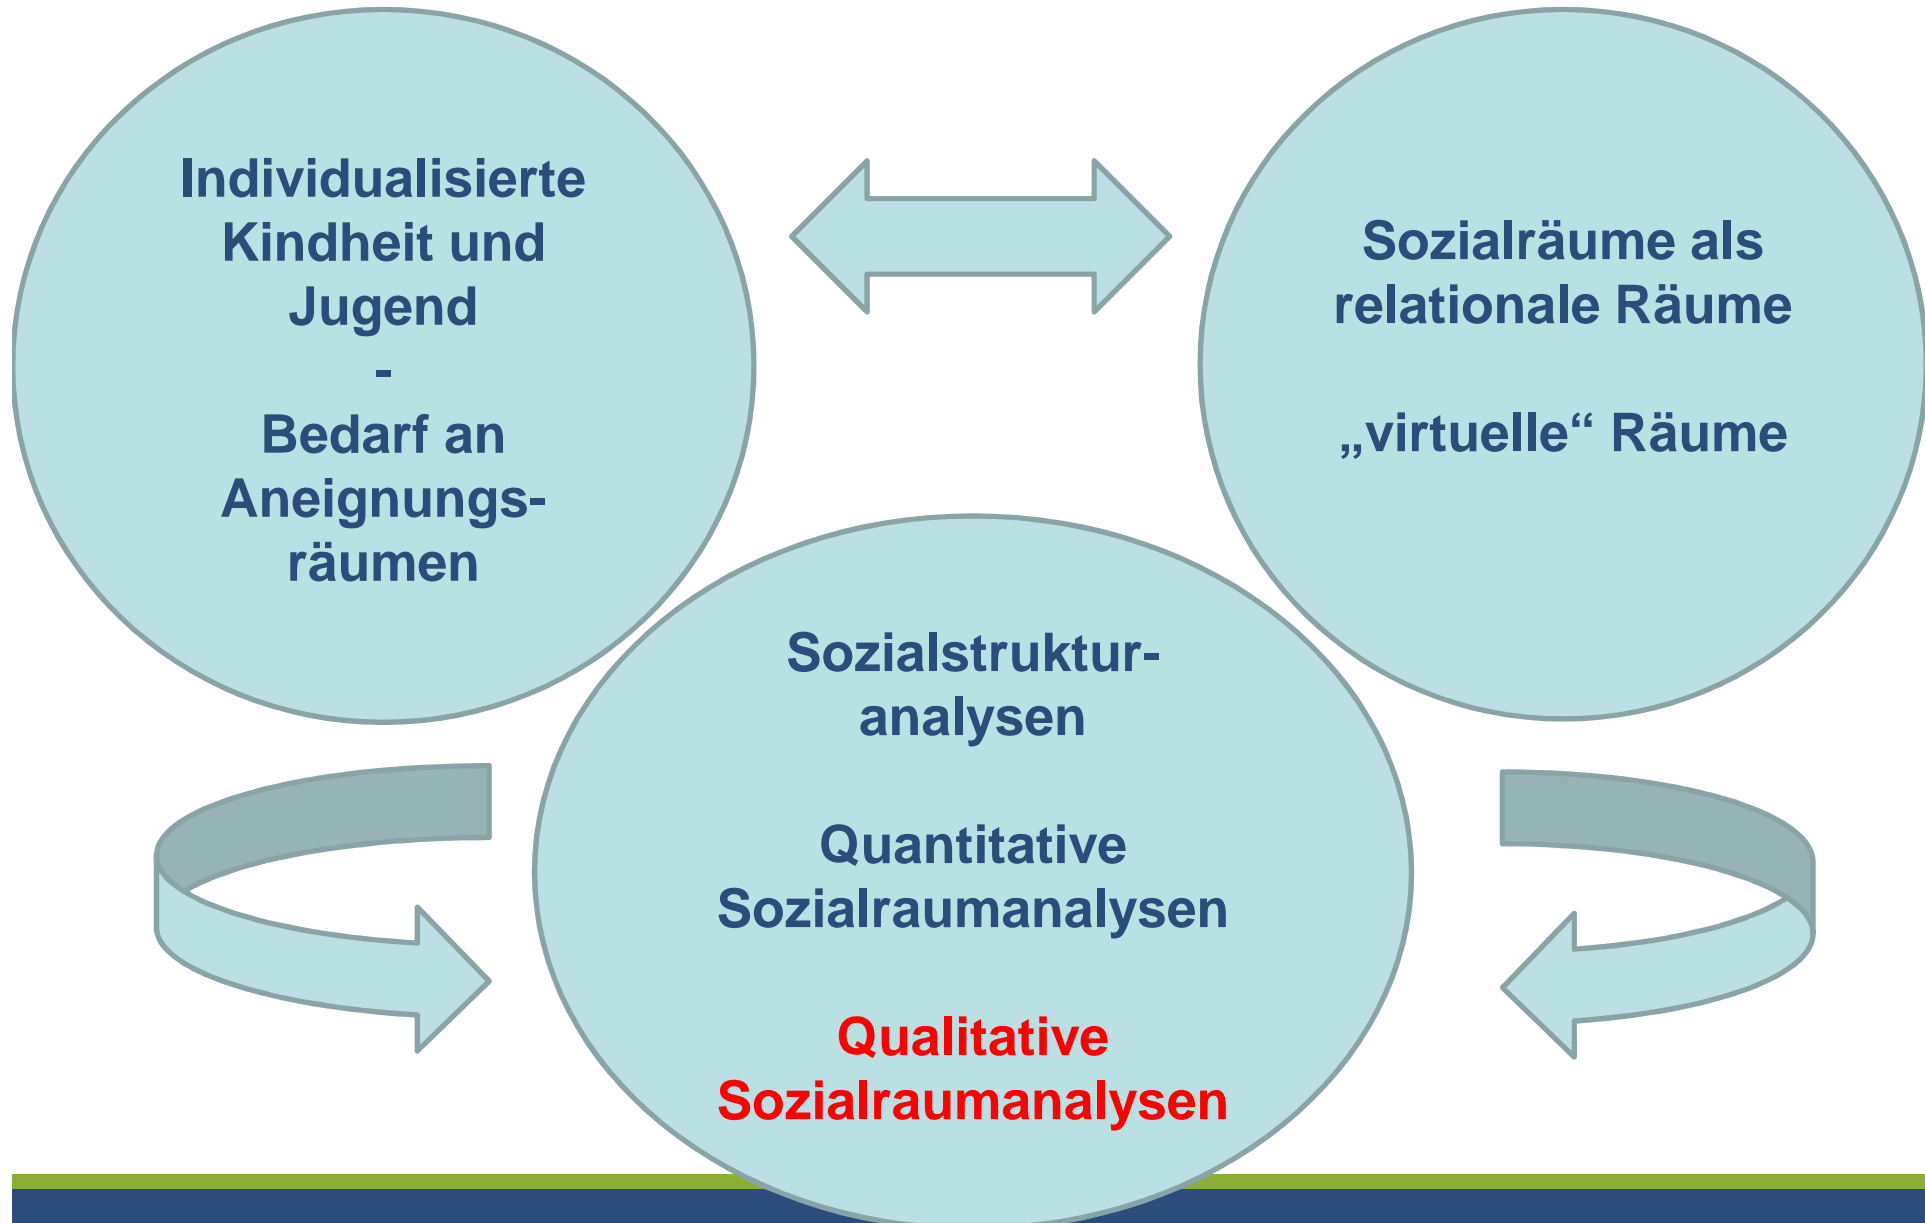 Individualisierte
Kindheit und
Jugend
-
Bedarf an
Aneignungs-
räumen
Sozialräume als
relationale Räume
„virtuelle“ Räume
Sozialstruktur-
analysen
Quantitative
Sozialraumanalysen
Qualitative
Sozialraumanalysen